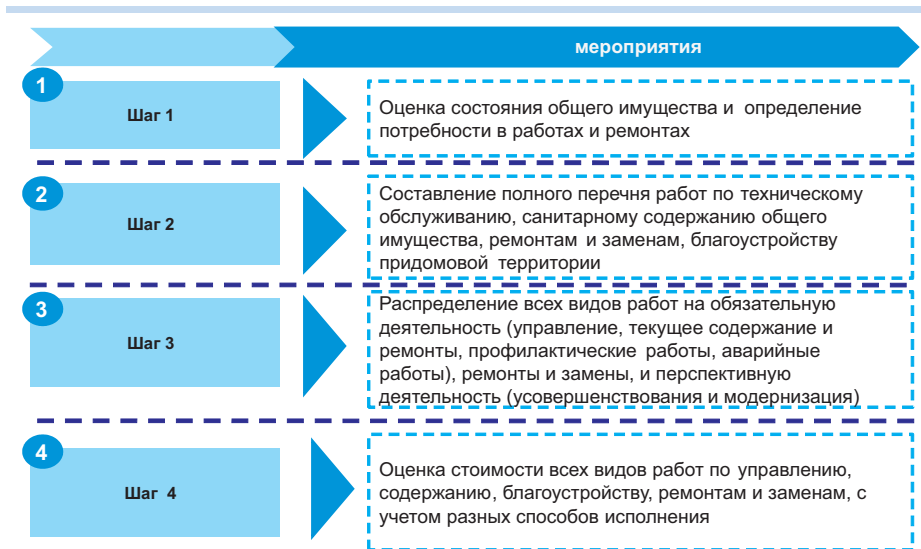 мероприятия
1
Шаг 1
Оценка состояния общего имущества и определение
потребности в работах и ремонтах
2
Шаг 2
Составление полного перечня работ по техническому
обслуживанию, санитарному содержанию общего
имущества, ремонтам и заменам, благоустройству
придомовой территории
3
Шаг 3
Распределение всех видов работ на обязательную
деятельность (управление, текущее содержание и
ремонты, профилактические работы, аварийные
работы), ремонты и замены, и перспективную
деятельность (усовершенствования и модернизация)
4
Шаг 4
Оценка стоимости всех видов работ по управлению,
содержанию, благоустройству, ремонтам и заменам, с
учетом разных способов исполнения